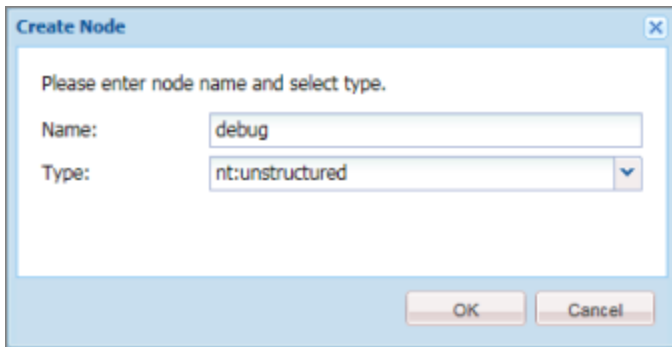 Create Node
Please enter node name and select type.
Name: debug
Type: nt:unstructured
OK Cancel